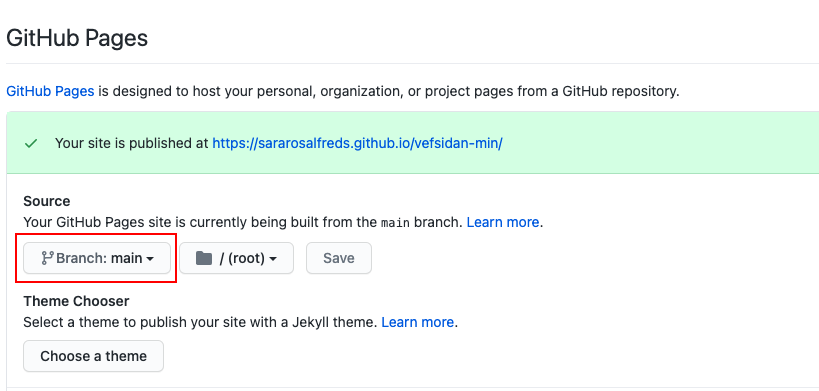 GitHub Pages
GitHub Pages is designed to host your personal, organization, or project pages from a GitHub repository.
Your site is published at https://sararosalfreds.github.io/vefsidan-min/
Source
Your GitHub Pages site is currently being built from the main branch. Learn more.
Branch: main / (root) Save
Theme Chooser
Select a theme to publish your site with a Jekyll theme. Learn more.
Choose a theme